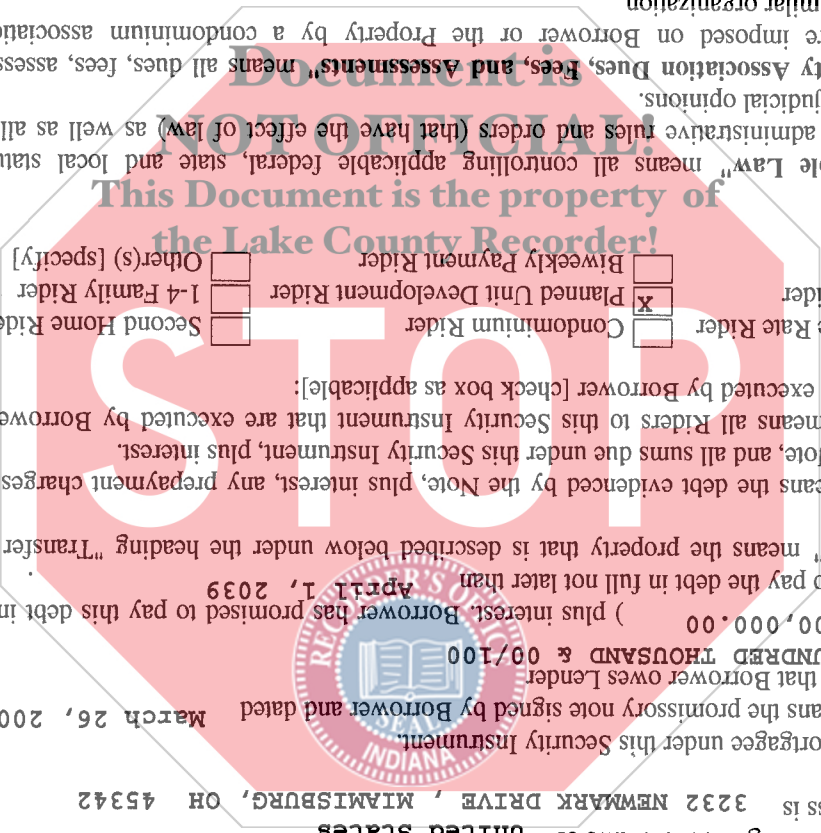 United States
ss is 3232 NEWMARK DRIVE , MIAMISBURG, OH 45342
ortgagee under this Security Instrument.
ans the promissory note signed by Borrower and dated March 26, 200
that Borrower owes Lender
UNDRED THOUSAND & 00/100
00,000.00 ) plus interest. Borrower has promised to pay this debt in
o pay the debt in full not later than April 1, 2039 .
" means the property that is described below under the heading "Transfer
eans the debt evidenced by the Note, plus interest, any prepayment charges
Note, and all sums due under this Security Instrument, plus interest.
means all Riders to this Security Instrument that are executed by Borrowe
executed by Borrower [check box as applicable]:
e Rate Rider Condominium Rider Second Home Ride
ider X Planned Unit Development Rider 1-4 Family Rider
Biweekly Payment Rider Other(s) [specify]
ble Law" means all controlling applicable federal, state and local statu
administrative rules and orders (that have the effect of law) as well as all
judicial opinions.
ty Association Dues, Fees, and Assessments" means all dues, fees, assess
re imposed on Borrower or the Property by a condominium associatio
milar organization
Document is
NOT OFFICIAL!
This Document is the property of
the Lake County Recorder!
STOP
RECORDER'S OFFICE
SEAL
INDIANA